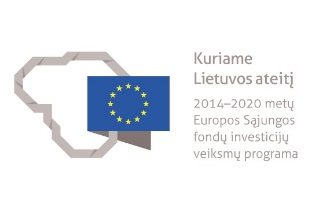 Kuriame
Lietuvos ateitį
2014–2020 metų
Europos Sąjungos
fondų investicijų
veiksmų programa